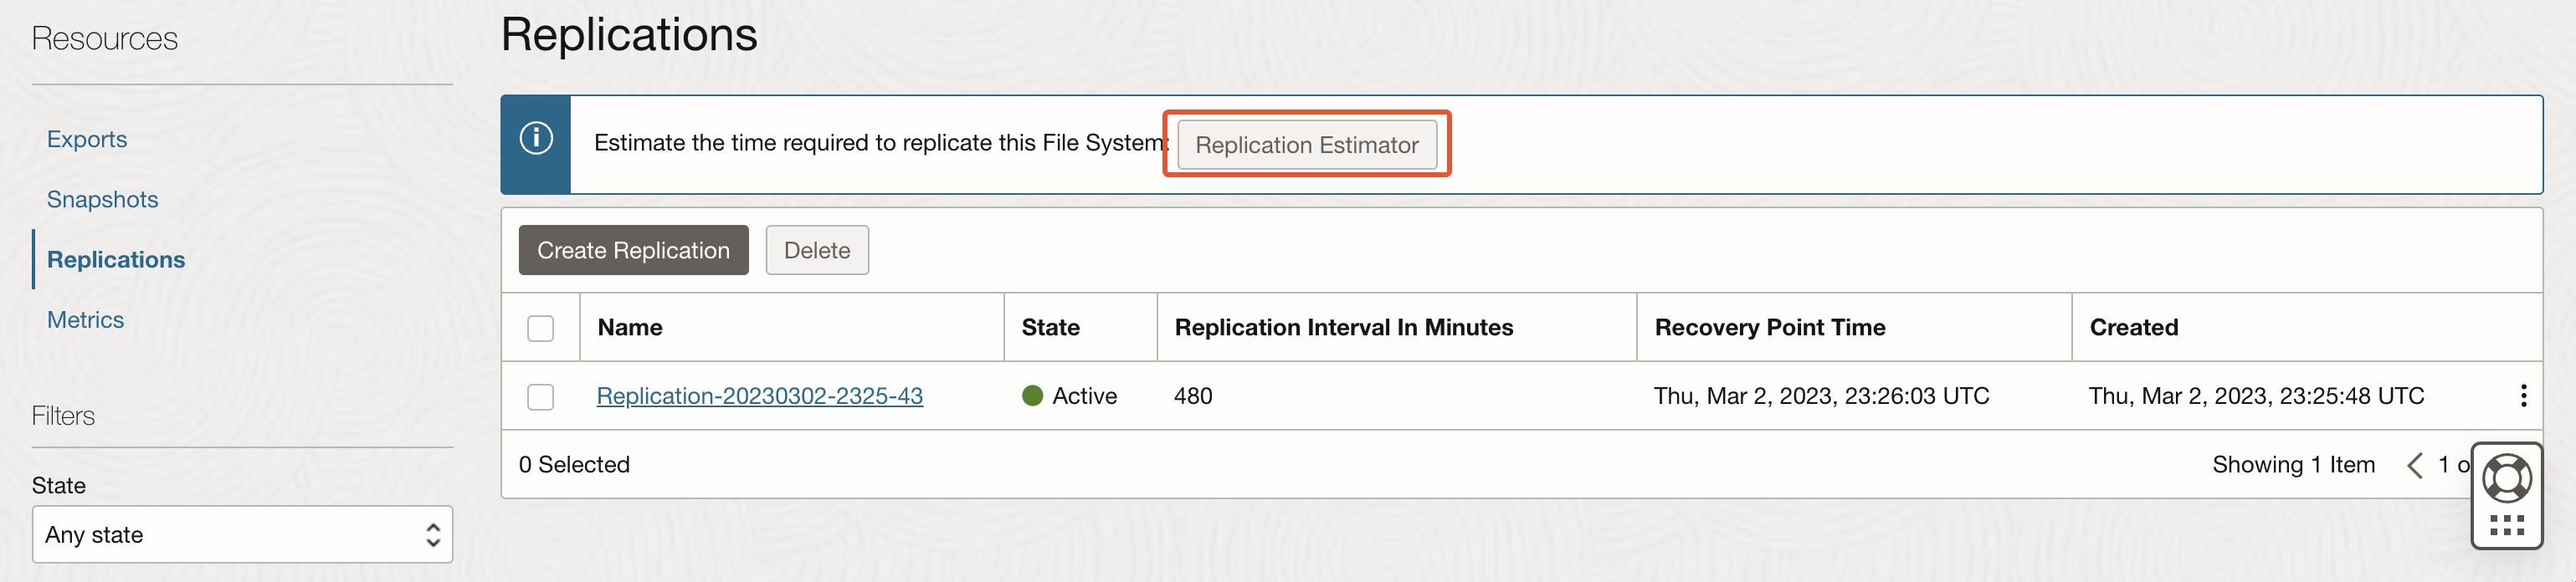 Resources
Exports
Snapshots
Replications
Metrics
Filters
State
Any state
Replications
Estimate the time required to replicate this File System: Replication Estimator
Create Replication Delete
Name State Replication Interval In Minutes Recovery Point Time Created
Replication-20230302-2325-43 Active 480 Thu, Mar 2, 2023, 23:26:03 UTC Thu, Mar 2, 2023, 23:25:48 UTC
0 Selected Showing 1 Item 1 o